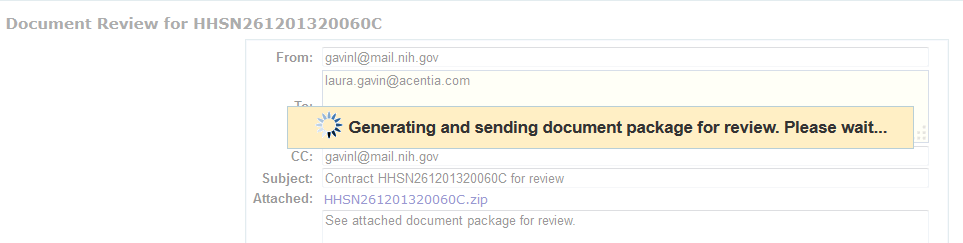 Document Review for HHSN261201320060C
From: gavinl@mail.nih.gov
laura.gavin@acentia.com
To:
Generating and sending document package for review. Please wait...
CC: gavinl@mail.nih.gov
Subject: Contract HHSN261201320060C for review
Attached: HHSN261201320060C.zip
See attached document package for review.